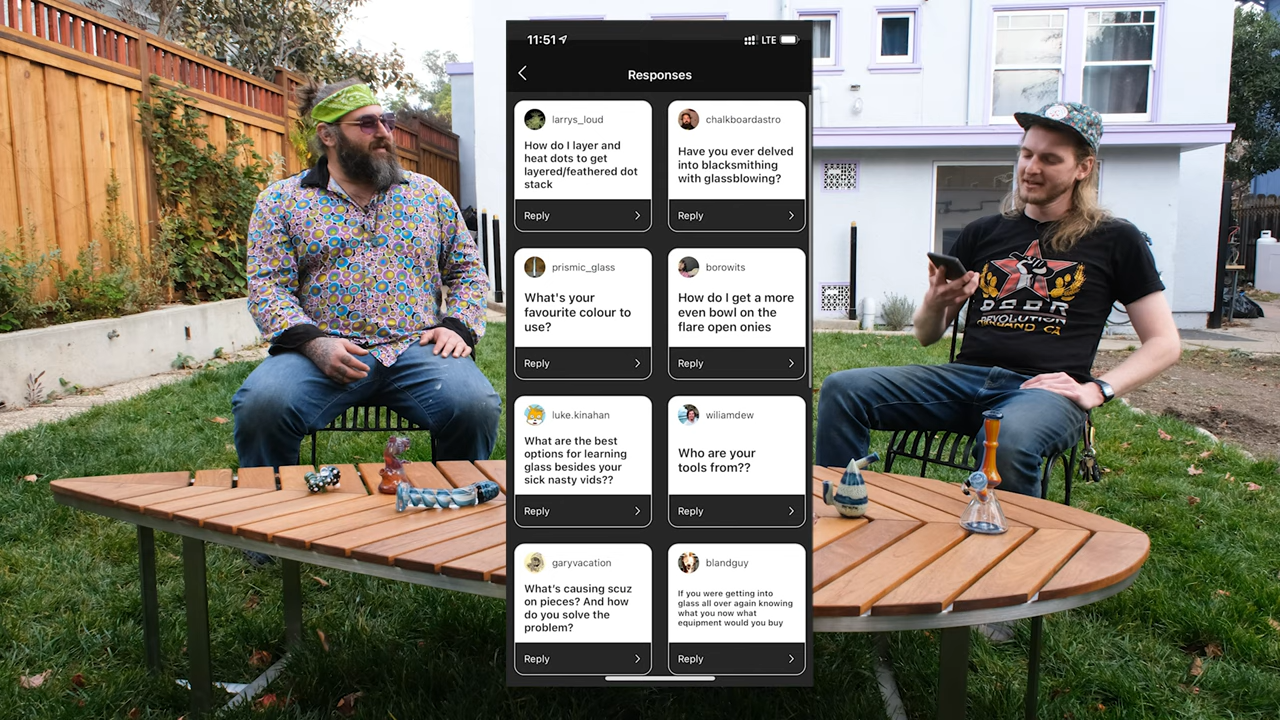 11:51
LTE
Responses
larrys_loud
How do I layer and
heat dots to get
layered/feathered dot
stack
Reply
chalkboardastro
Have you ever delved
into blacksmithing
with glassblowing?
Reply
prismic_glass
What's your
favourite colour to
use?
Reply
borowits
How do I get a more
even bowl on the
flare open onies
Reply
luke.kinahan
What are the best
options for learning
glass besides your
sick nasty vids??
Reply
wiliamdew
Who are your
tools from??
Reply
garyvacation
What's causing scuz
on pieces? And how
do you solve the
problem?
Reply
blandguy
If you were getting into
glass all over again knowing
what you now what
equipment would you buy
Reply
REVOLUTION